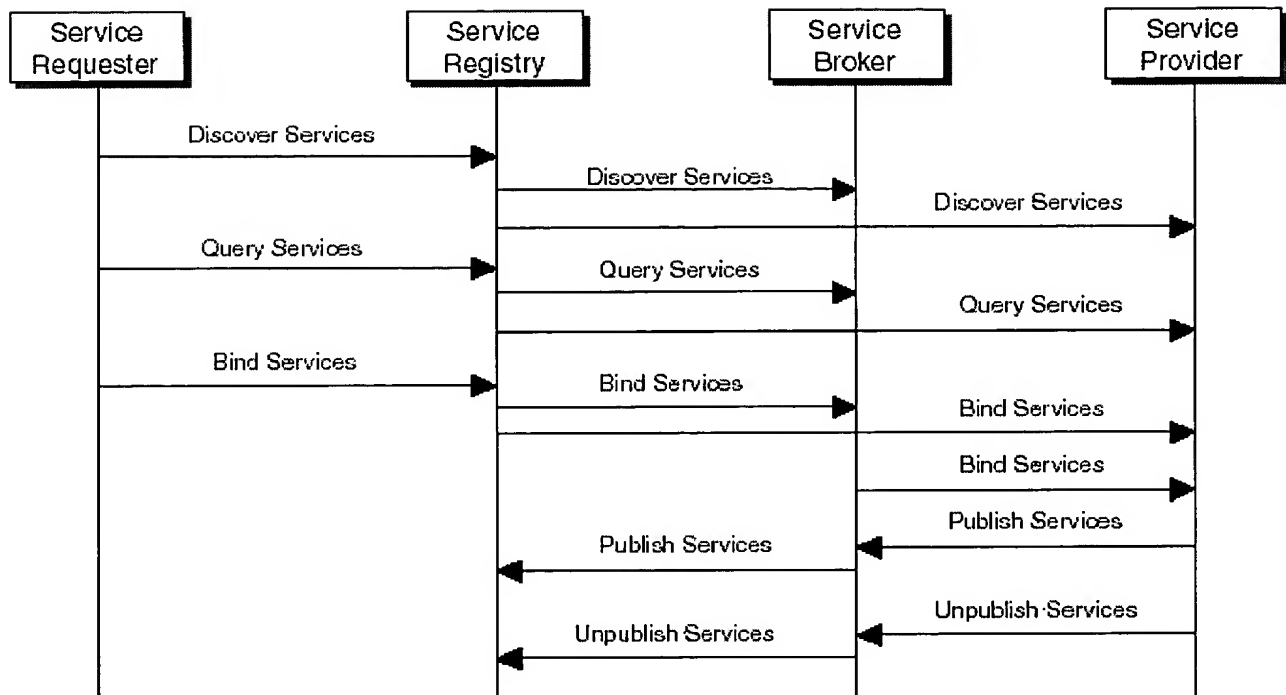 Service Requester
Service Registry
Service Broker
Service Provider
Discover Services
Discover Services
Discover Services
Query Services
Query Services
Query Services
Bind Services
Bind Services
Bind Services
Bind Services
Publish Services
Publish Services
Unpublish Services
Unpublish Services